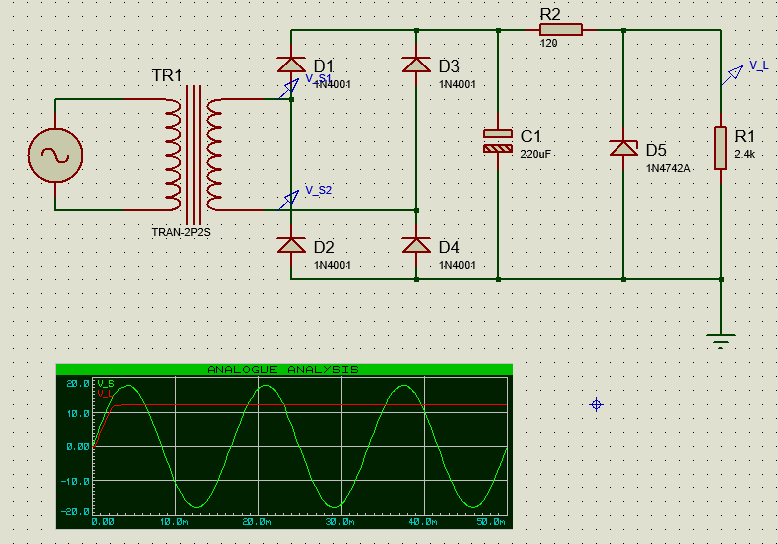 R2
120
D1
1N4001
V_S1
D3
1N4001
V_L
TR1
TRAN-2P2S
C1
220uF
D5
1N4742A
R1
2.4k
V_S2
D2
1N4001
D4
1N4001
ANALOGUE ANALYSIS
20.0
V_S
V_L
10.0
0.00
-10.0
-20.0
0.00 10.0m 20.0m 30.0m 40.0m 50.0m